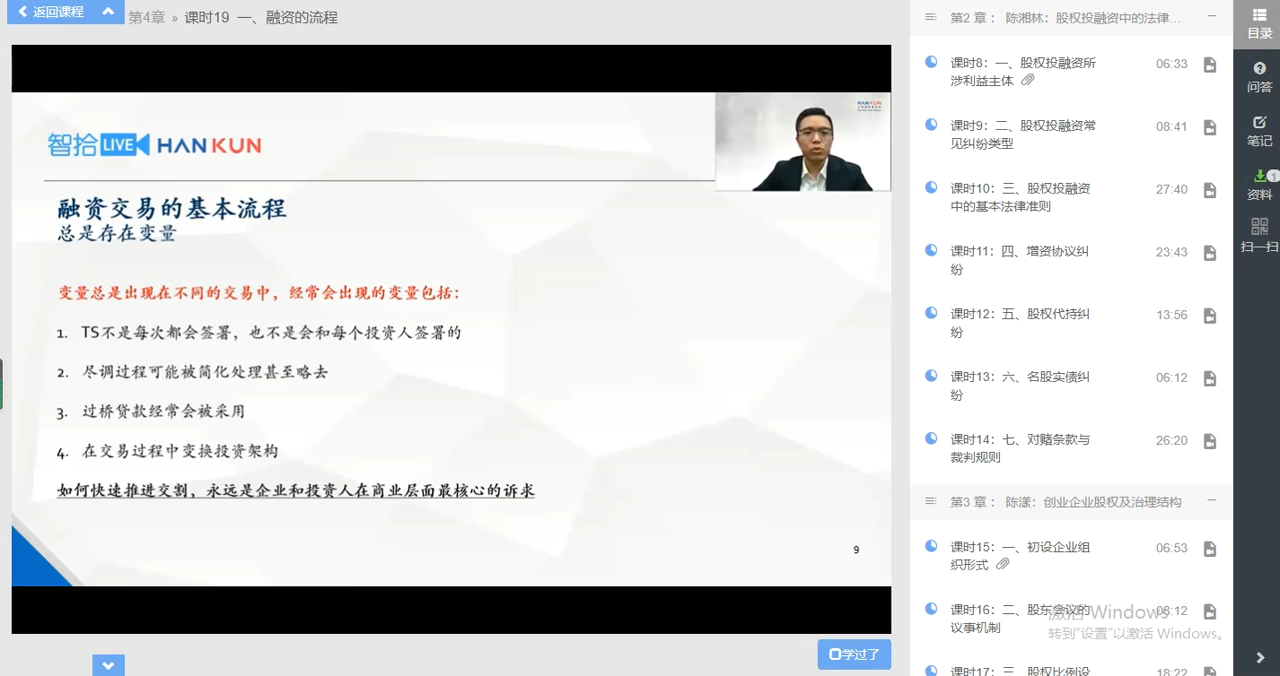 返回课程
第4章 » 课时19 一、融资的流程
智拾 LIVE HANKUN
HANKUN
融资交易的基本流程
总是存在变量
变量总是出现在不同的交易中，经常会出现的变量包括：
1. TS不是每次都会签署，也不是会和每个投资人签署的
2. 尽调过程可能被简化处理甚至略去
3. 过桥贷款经常会被采用
4. 在交易过程中变换投资架构
如何快速推进交割，永远是企业和投资人在商业层面最核心的诉求
9
学过了
第2章： 陈湘林：股权投融资中的法律...
课时8：一、股权投融资所
涉利益主体
06:33
课时9：二、股权投融资常
见纠纷类型
08:41
课时10：三、股权投融资
中的基本法律准则
27:40
课时11：四、增资协议纠
纷
23:43
课时12：五、股权代持纠
纷
13:56
课时13：六、名股实债纠
纷
06:12
课时14：七、对赌条款与
裁判规则
26:20
第3章： 陈漾：创业企业股权及治理结构
课时15：一、初设企业组
织形式
06:53
课时16：二、股东会议的
议事机制
08:12
课时17：三、股权比例设
18:22
激活 Windows
转到“设置”以激活 Windows。
目录
问答
笔记
1
资料
扫一扫